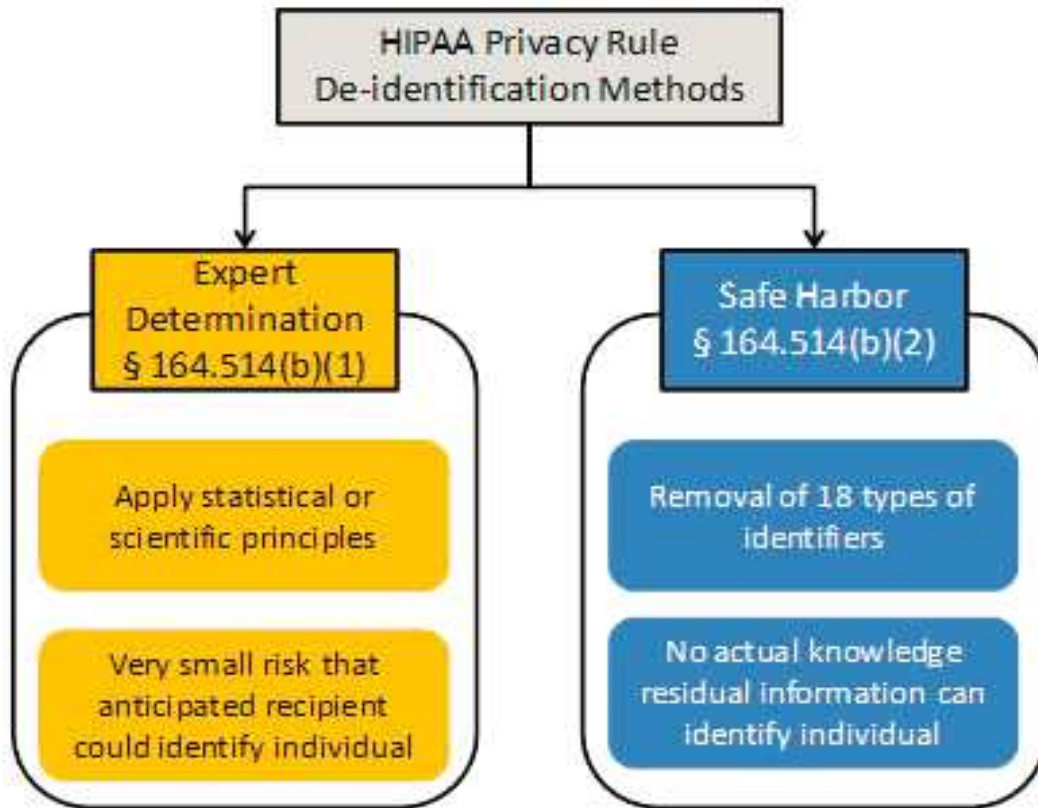 HIPAA Privacy Rule
De-identification Methods
Expert
Determination
§ 164.514(b)(1)
Apply statistical or
scientific principles
Very small risk that
anticipated recipient
could identify individual
Safe Harbor
§ 164.514(b)(2)
Removal of 18 types of
identifiers
No actual knowledge
residual information can
identify individual